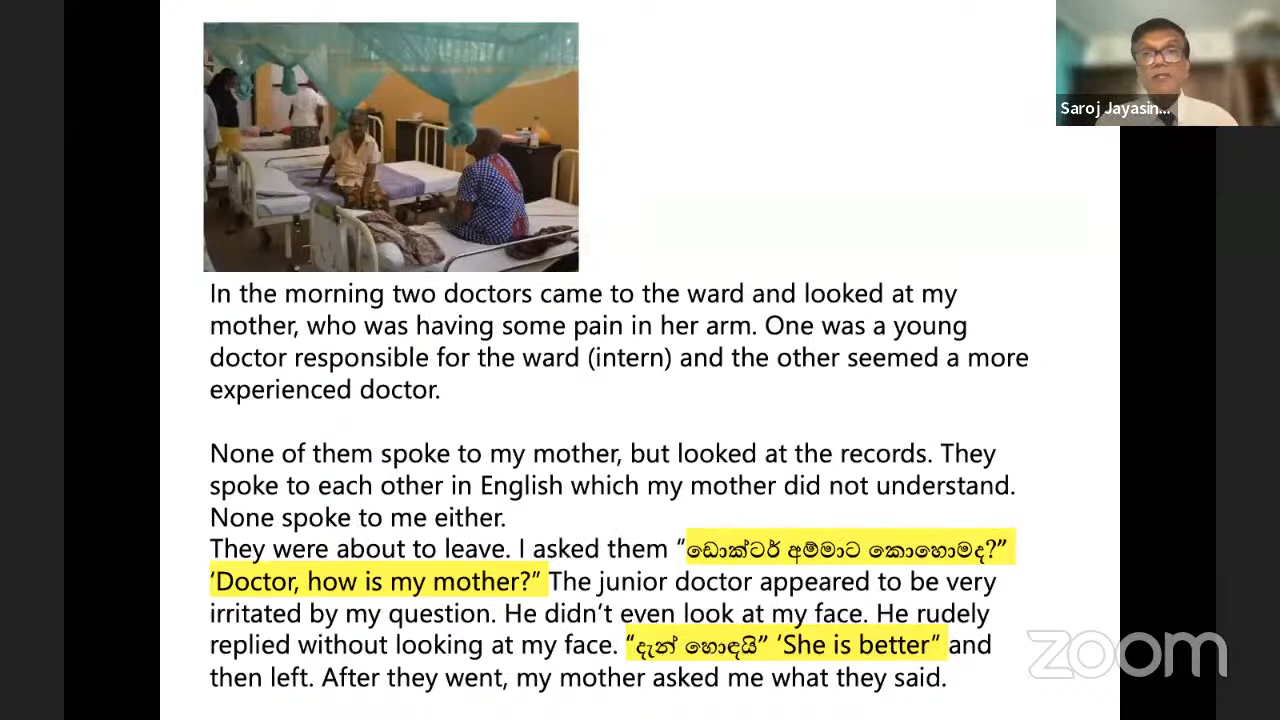 Saroj Jayasin...
In the morning two doctors came to the ward and looked at my
mother, who was having some pain in her arm. One was a young
doctor responsible for the ward (intern) and the other seemed a more
experienced doctor.
None of them spoke to my mother, but looked at the records. They
spoke to each other in English which my mother did not understand.
None spoke to me either.
They were about to leave. I asked them “ඩොක්ටර් අම්මාට කොහොමද?”
‘Doctor, how is my mother?” The junior doctor appeared to be very
irritated by my question. He didn’t even look at my face. He rudely
replied without looking at my face. “දැන් හොඳයි” ‘She is better” and
then left. After they went, my mother asked me what they said.
zoom